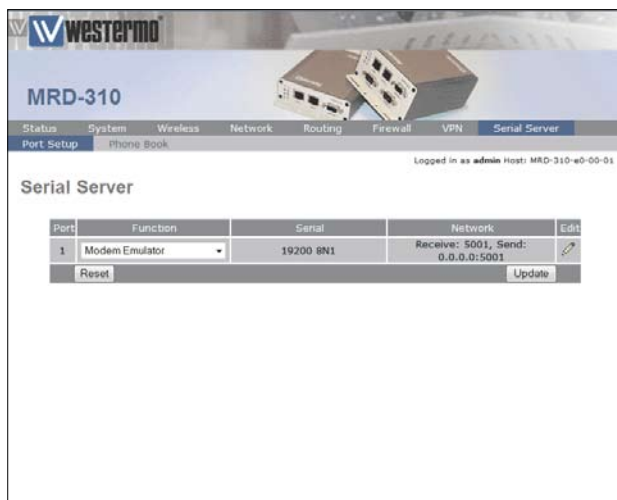 Westermo
MRD-310
Status System Wireless Network Routing Firewall VPN Serial Server
Port Setup Phone Book
Logged in as admin Host: MRD-310-e0-00-01
Serial Server
Port Function Serial Network Edit
1 Modem Emulator 19200 8N1 Receive: 5001, Send: 0.0.0.0:5001
Reset Update